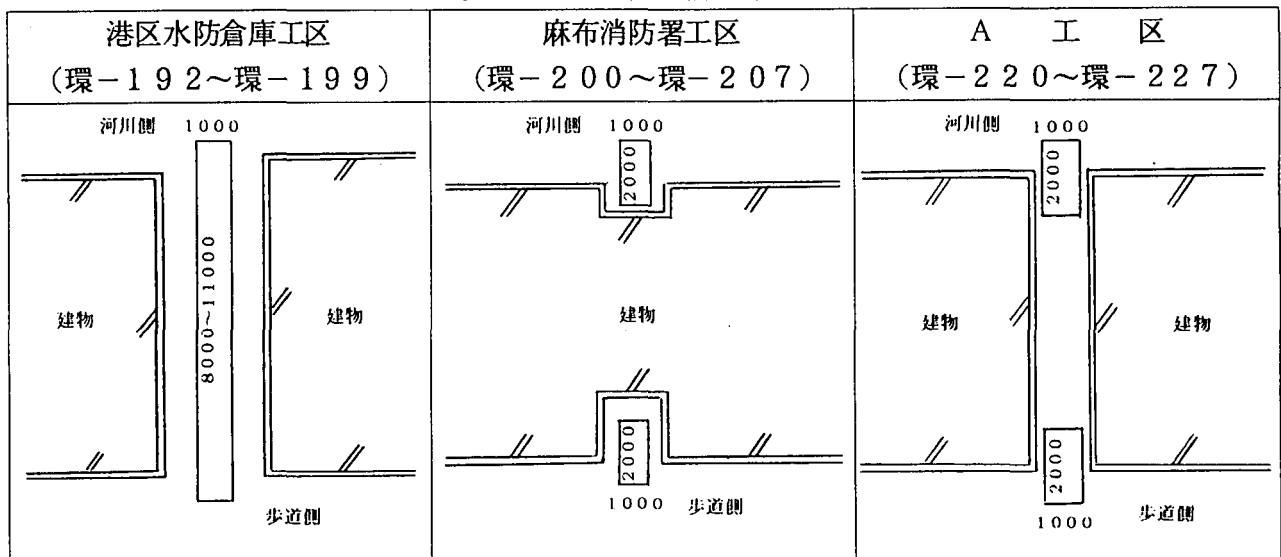 港区水防倉庫工区
(環－１９２～環－１９９)
河川側 1000
8000～11000
建物
建物
歩道側
麻布消防署工区
(環－２００～環－２０７)
河川側 1000
2000
建物
2000
1000 歩道側
Ａ工区
(環－２２０～環－２２７)
河川側 1000
2000
建物
建物
2000
1000 歩道側